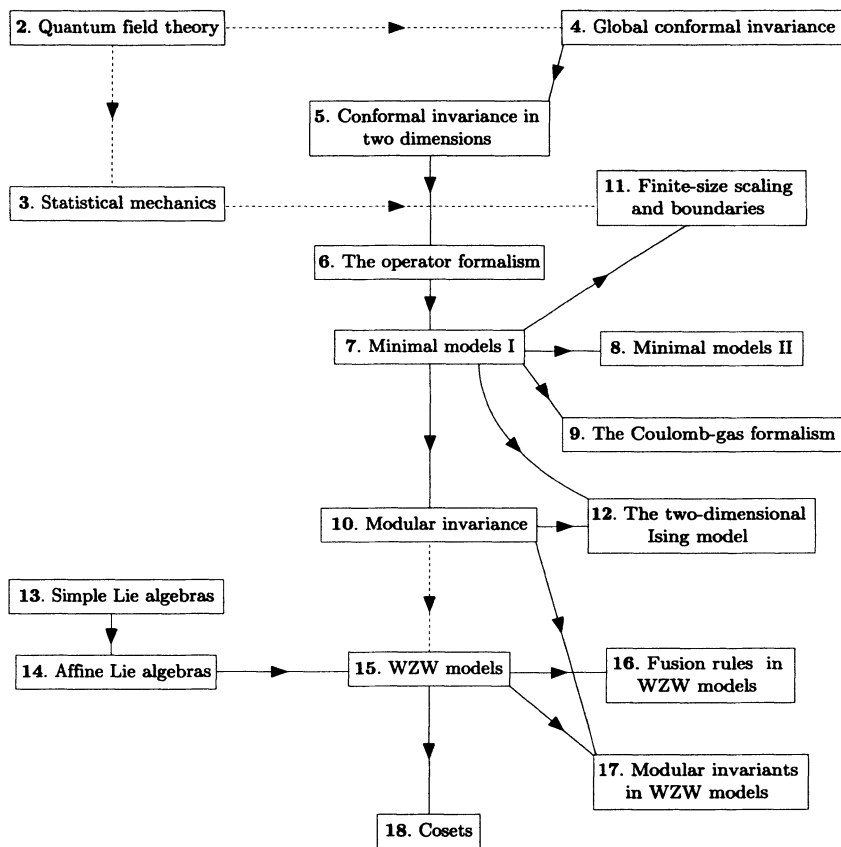 2. Quantum field theory
4. Global conformal invariance
5. Conformal invariance in
two dimensions
3. Statistical mechanics
11. Finite-size scaling
and boundaries
6. The operator formalism
7. Minimal models I
8. Minimal models II
9. The Coulomb-gas formalism
10. Modular invariance
12. The two-dimensional
Ising model
13. Simple Lie algebras
14. Affine Lie algebras
15. WZW models
16. Fusion rules in
WZW models
17. Modular invariants
in WZW models
18. Cosets